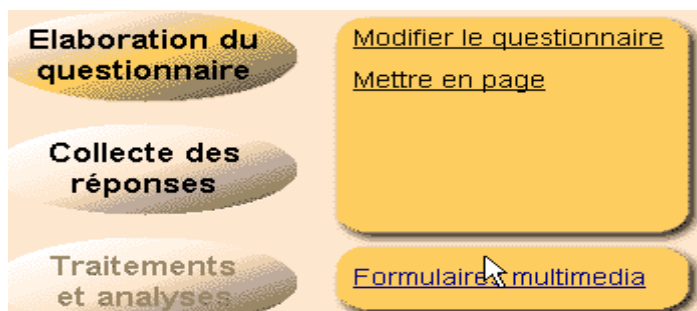 Elaboration du
questionnaire
Modifier le questionnaire
Mettre en page
Collecte des
réponses
Traitements
et analyses
Formulaires multimedia